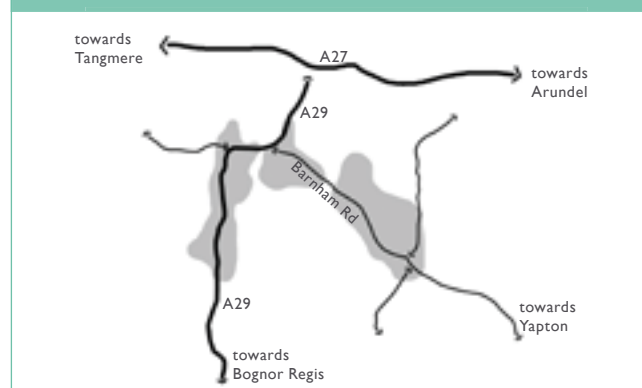 towards
Tangmere
A27
towards
Arundel
A29
Barnham Rd
A29
towards
Yapton
towards
Bognor Regis